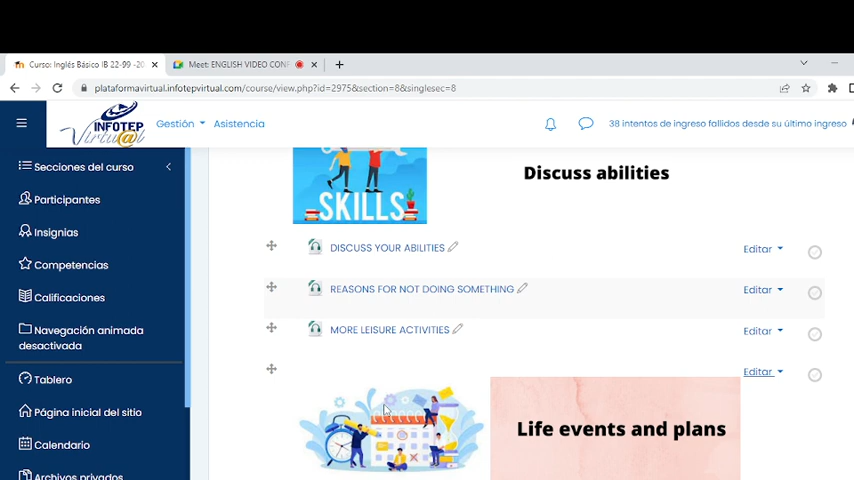 Curso: Inglés Básico IB 22-99 -20
Meet: ENGLISH VIDEO CONF
plataformavirtual.infotepvirtual.com/course/view.php?id=2975&section=8&singlesec=8
INFOTEP
Virtu@l
Gestión
Asistencia
38 intentos de ingreso fallidos desde su último ingreso
Secciones del curso
Participantes
Insignias
Competencias
Calificaciones
Navegación animada
desactivada
Tablero
Página inicial del sitio
Calendario
Archivos privados
SKILLS
Discuss abilities
DISCUSS YOUR ABILITIES
Editar
REASONS FOR NOT DOING SOMETHING
Editar
MORE LEISURE ACTIVITIES
Editar
Editar
Life events and plans